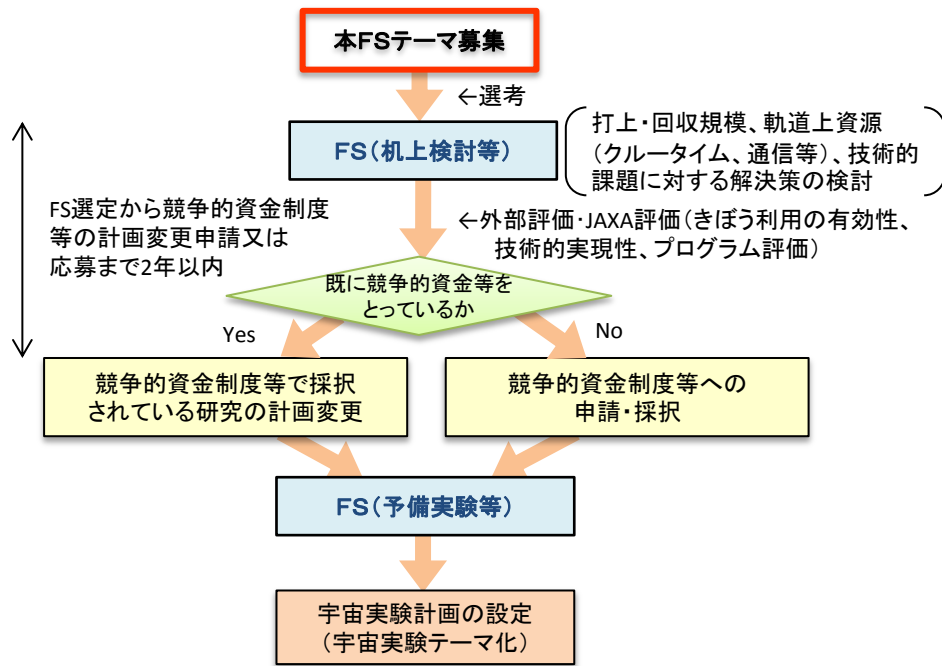 本FSテーマ募集
←選考
FS(机上検討等)
打上・回収規模、軌道上資源
(クルータイム、通信等)、技術的
課題に対する解決策の検討
FS選定から競争的資金制度
等の計画変更申請又は
応募まで2年以内
←外部評価・JAXA評価(きぼう利用の有効性、
技術的実現性、プログラム評価)
既に競争的資金等を
とっているか
Yes
No
競争的資金制度等で採択
されている研究の計画変更
競争的資金制度等への
申請・採択
FS(予備実験等)
宇宙実験計画の設定
(宇宙実験テーマ化)